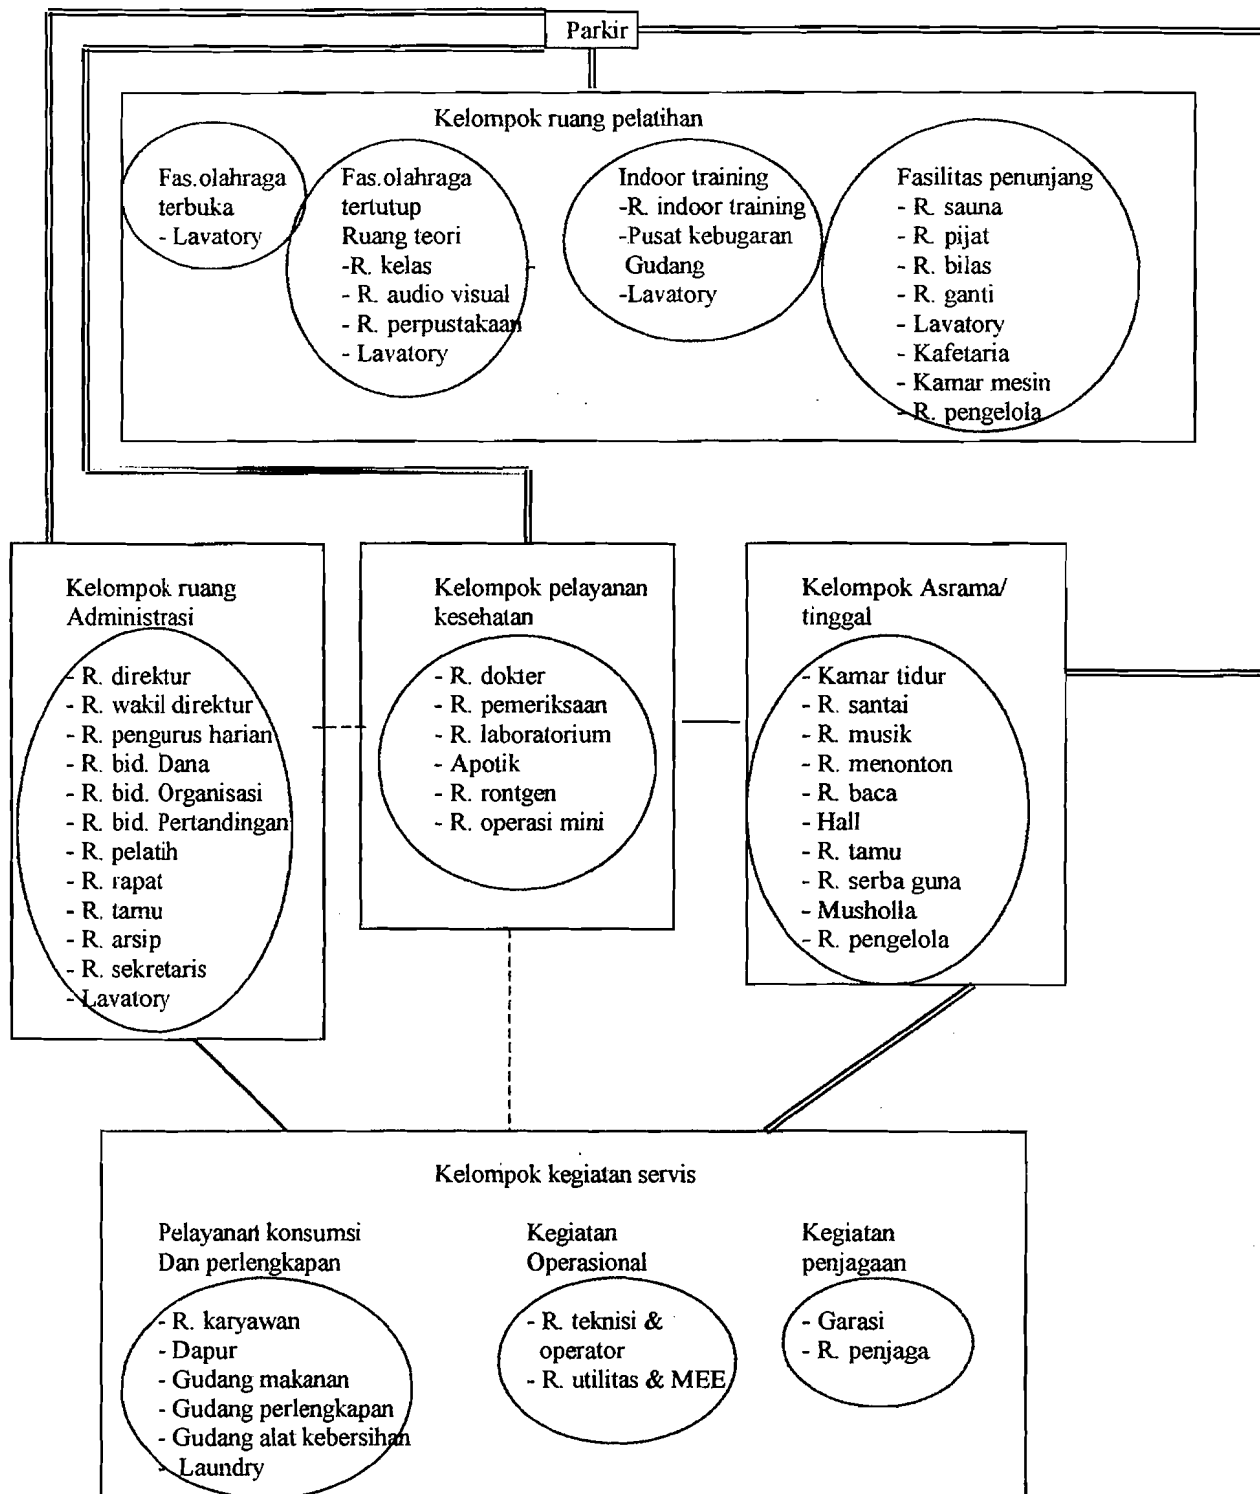 Parkir
Kelompok ruang pelatihan
Fas.olahraga
terbuka
- Lavatory
Fas.olahraga
tertutup
Ruang teori
-R. kelas
- R. audio visual
- R. perpustakaan
- Lavatory
Indoor training
-R. indoor training
-Pusat kebugaran
Gudang
-Lavatory
Fasilitas penunjang
- R. sauna
- R. pijat
- R. bilas
- R. ganti
- Lavatory
- Kafetaria
- Kamar mesin
- R. pengelola
Kelompok ruang
Administrasi
- R. direktur
- R. wakil direktur
- R. pengurus harian
- R. bid. Dana
- R. bid. Organisasi
- R. bid. Pertandingan
- R. pelatih
- R. rapat
- R. tamu
- R. arsip
- R. sekretaris
- Lavatory
Kelompok pelayanan
kesehatan
- R. dokter
- R. pemeriksaan
- R. laboratorium
- Apotik
- R. rontgen
- R. operasi mini
Kelompok Asrama/
tinggal
- Kamar tidur
- R. santai
- R. musik
- R. menonton
- R. baca
- Hall
- R. tamu
- R. serba guna
- Musholla
- R. pengelola
Kelompok kegiatan servis
Pelayanan konsumsi
Dan perlengkapan
- R. karyawan
- Dapur
- Gudang makanan
- Gudang perlengkapan
- Gudang alat kebersihan
- Laundry
Kegiatan
Operasional
- R. teknisi &
operator
- R. utilitas & MEE
Kegiatan
penjagaan
- Garasi
- R. penjaga